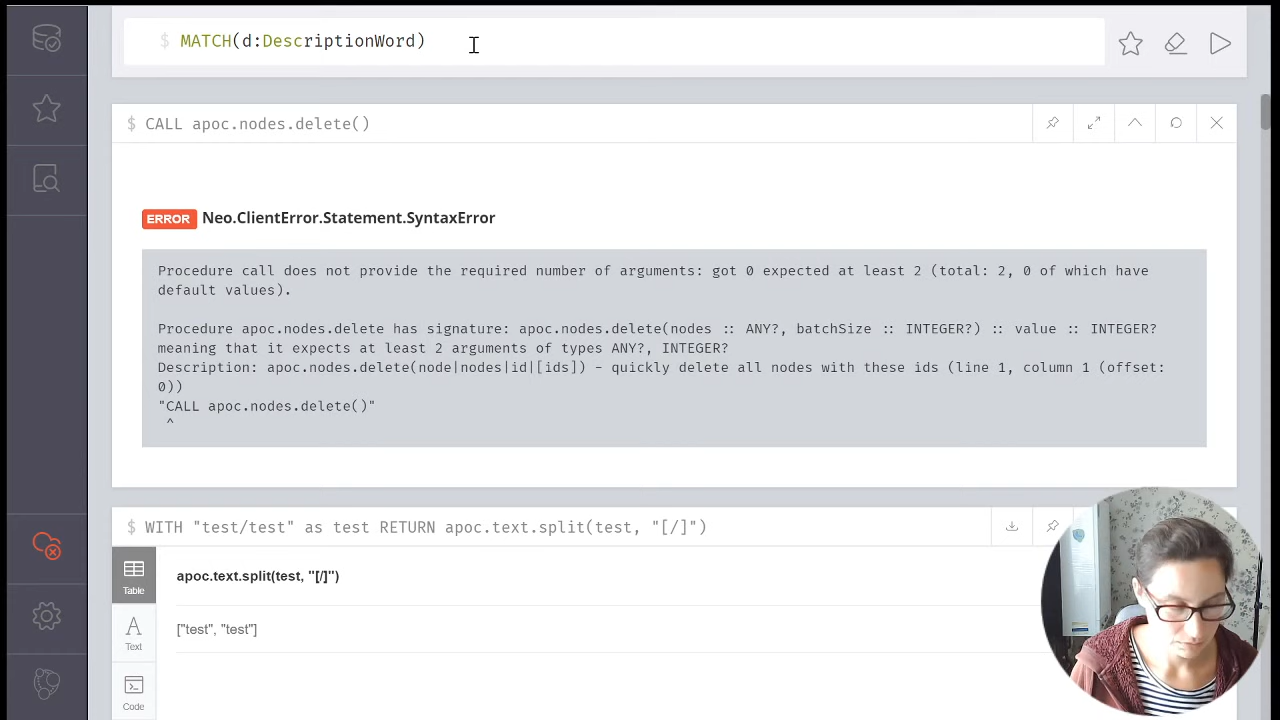 $ MATCH(d:DescriptionWord)
$ CALL apoc.nodes.delete()
ERROR Neo.ClientError.Statement.SyntaxError
Procedure call does not provide the required number of arguments: got 0 expected at least 2 (total: 2, 0 of which have
default values).
Procedure apoc.nodes.delete has signature: apoc.nodes.delete(nodes :: ANY?, batchSize :: INTEGER?) :: value :: INTEGER?
meaning that it expects at least 2 arguments of types ANY?, INTEGER?
Description: apoc.nodes.delete(node|nodes|id|[ids]) - quickly delete all nodes with these ids (line 1, column 1 (offset:
0))
"CALL apoc.nodes.delete()"
^
$ WITH "test/test" as test RETURN apoc.text.split(test, "[/]")
Table
apoc.text.split(test, "[/]")
A
Text
["test", "test"]
Code